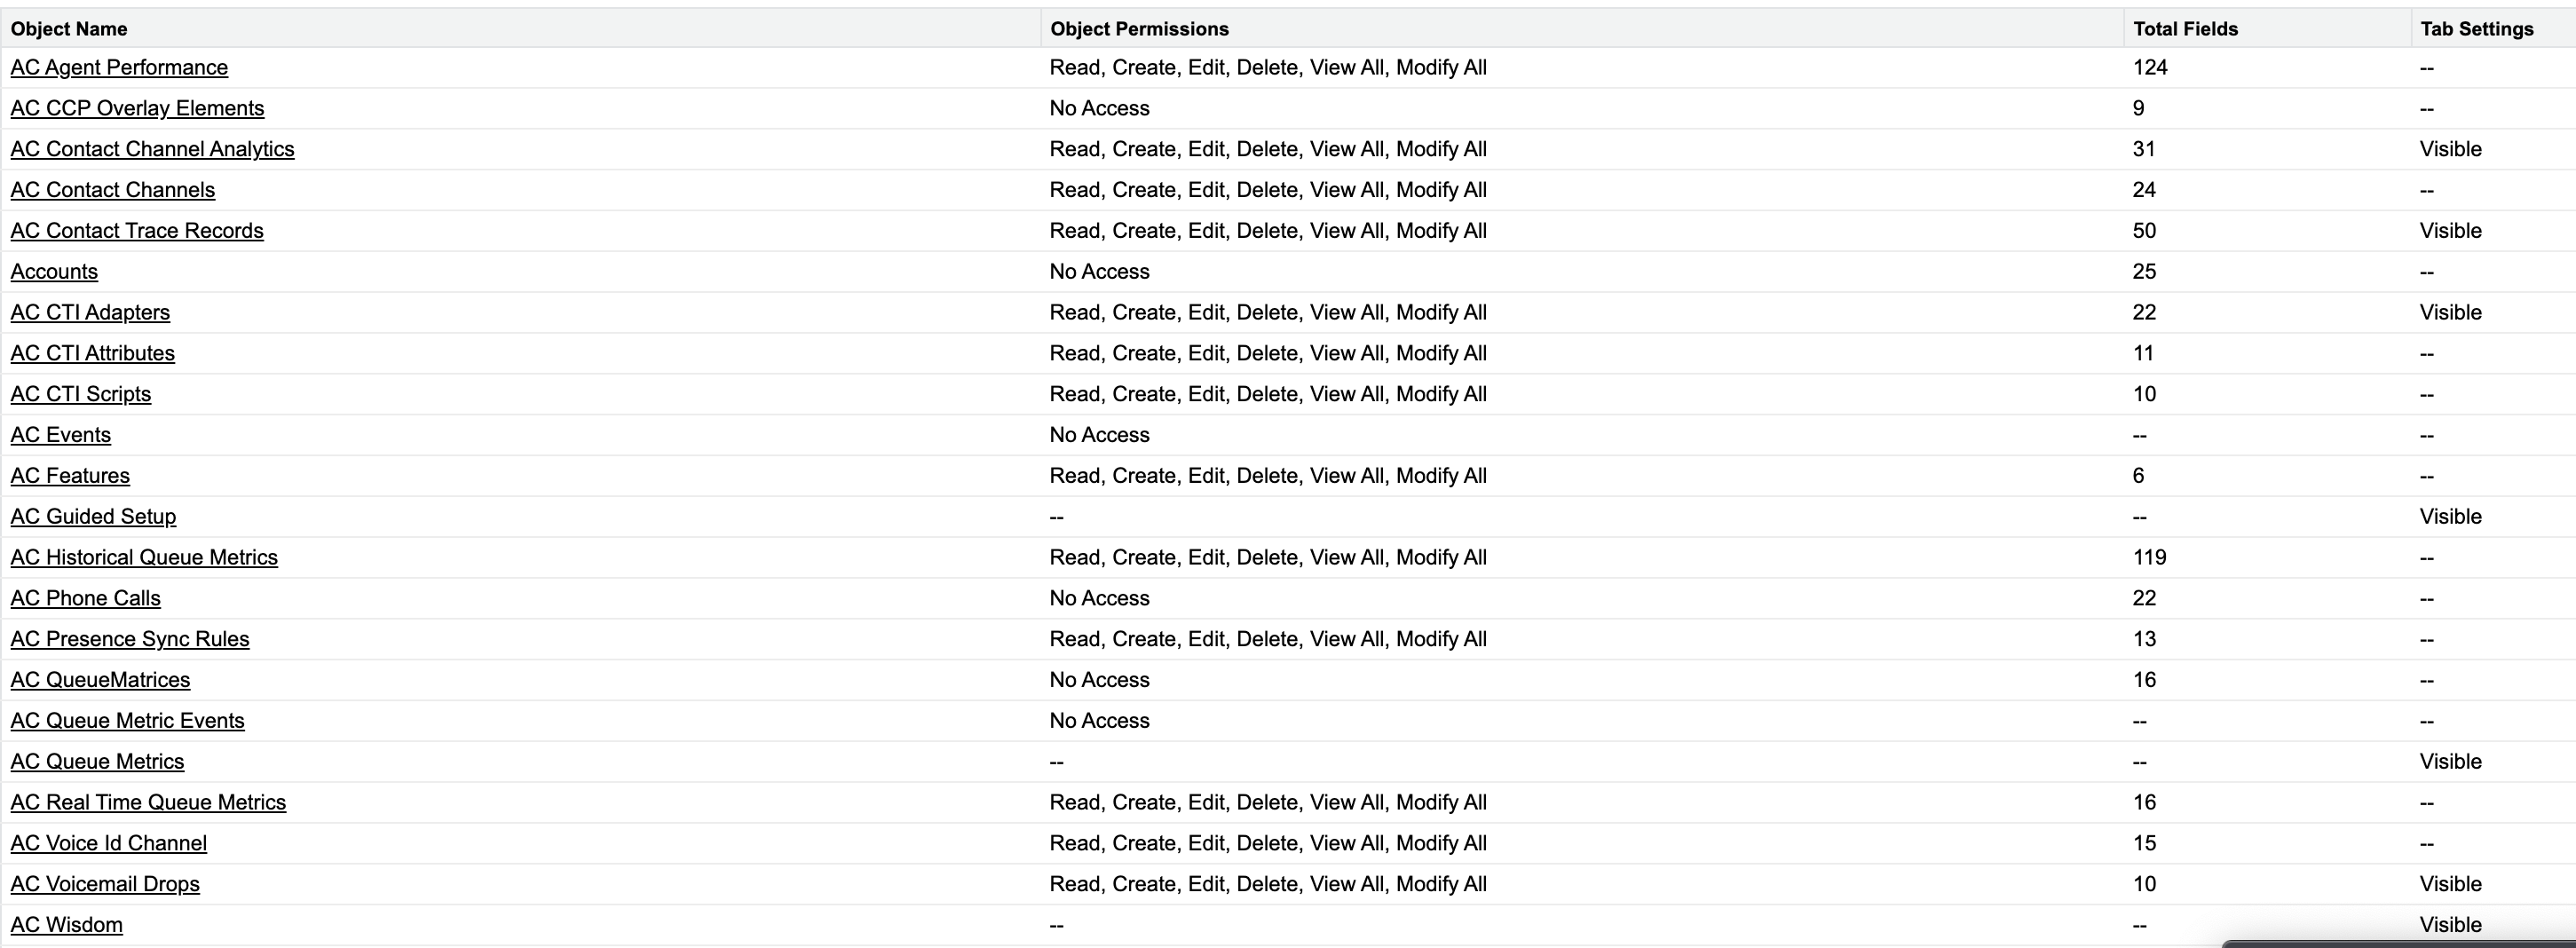 Object Name Object Permissions Total Fields Tab Settings
AC Agent Performance Read, Create, Edit, Delete, View All, Modify All 124 --
AC CCP Overlay Elements No Access 9 --
AC Contact Channel Analytics Read, Create, Edit, Delete, View All, Modify All 31 Visible
AC Contact Channels Read, Create, Edit, Delete, View All, Modify All 24 --
AC Contact Trace Records Read, Create, Edit, Delete, View All, Modify All 50 Visible
Accounts No Access 25 --
AC CTI Adapters Read, Create, Edit, Delete, View All, Modify All 22 Visible
AC CTI Attributes Read, Create, Edit, Delete, View All, Modify All 11 --
AC CTI Scripts Read, Create, Edit, Delete, View All, Modify All 10 --
AC Events No Access -- --
AC Features Read, Create, Edit, Delete, View All, Modify All 6 --
AC Guided Setup -- -- Visible
AC Historical Queue Metrics Read, Create, Edit, Delete, View All, Modify All 119 --
AC Phone Calls No Access 22 --
AC Presence Sync Rules Read, Create, Edit, Delete, View All, Modify All 13 --
AC QueueMatrices No Access 16 --
AC Queue Metric Events No Access -- --
AC Queue Metrics -- -- Visible
AC Real Time Queue Metrics Read, Create, Edit, Delete, View All, Modify All 16 --
AC Voice Id Channel Read, Create, Edit, Delete, View All, Modify All 15 --
AC Voicemail Drops Read, Create, Edit, Delete, View All, Modify All 10 Visible
AC Wisdom -- -- Visible